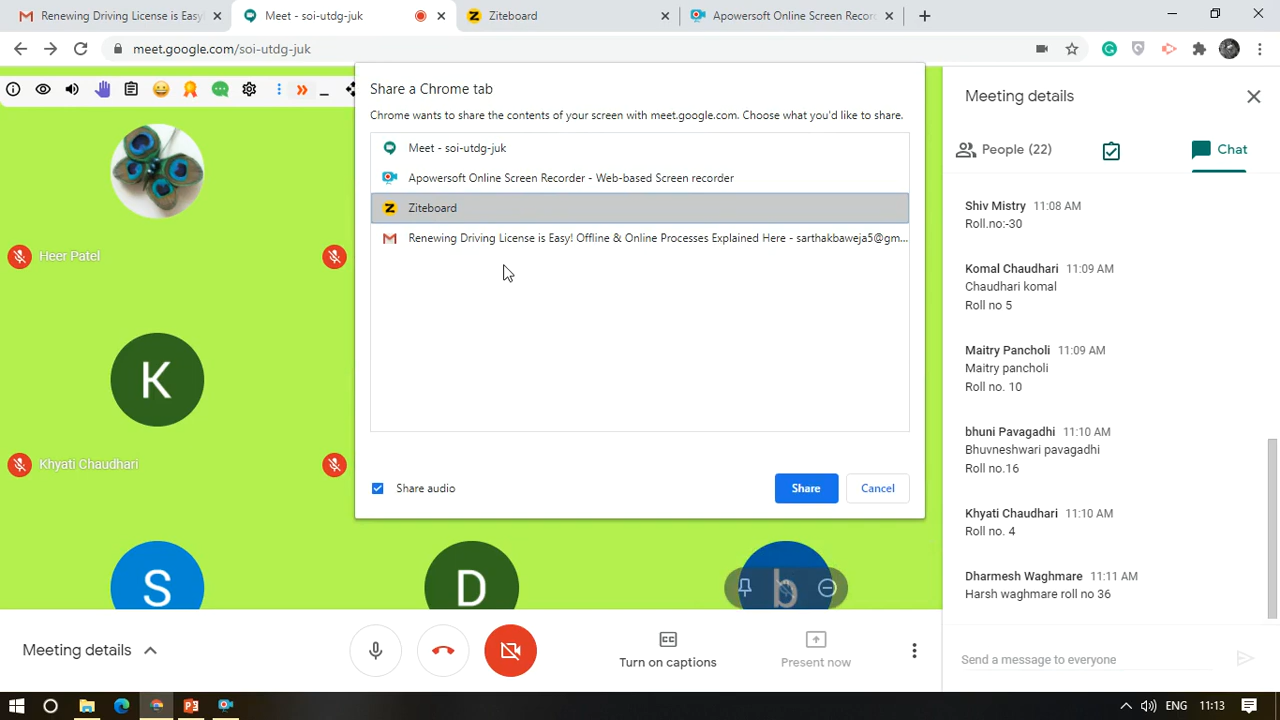 Renewing Driving License is Easy!
Meet - soi-utdg-juk
Ziteboard
Apowersoft Online Screen Record
meet.google.com/soi-utdg-juk
Share a Chrome tab
Chrome wants to share the contents of your screen with meet.google.com. Choose what you'd like to share.
Meet - soi-utdg-juk
Apowersoft Online Screen Recorder - Web-based Screen recorder
Ziteboard
Renewing Driving License is Easy! Offline & Online Processes Explained Here - sarthakbaweja5@gm...
Share audio
Share
Cancel
Heer Patel
K
Khyati Chaudhari
S
D
b
Meeting details
People (22)
Chat
Shiv Mistry 11:08 AM
Roll.no:-30
Komal Chaudhari 11:09 AM
Chaudhari komal
Roll no 5
Maitry Pancholi 11:09 AM
Maitry pancholi
Roll no. 10
bhuni Pavagadhi 11:10 AM
Bhuvneshwari pavagadhi
Roll no.16
Khyati Chaudhari 11:10 AM
Roll no. 4
Dharmesh Waghmare 11:11 AM
Harsh waghmare roll no 36
Send a message to everyone
Meeting details
CC
Turn on captions
Present now
ENG
11:13